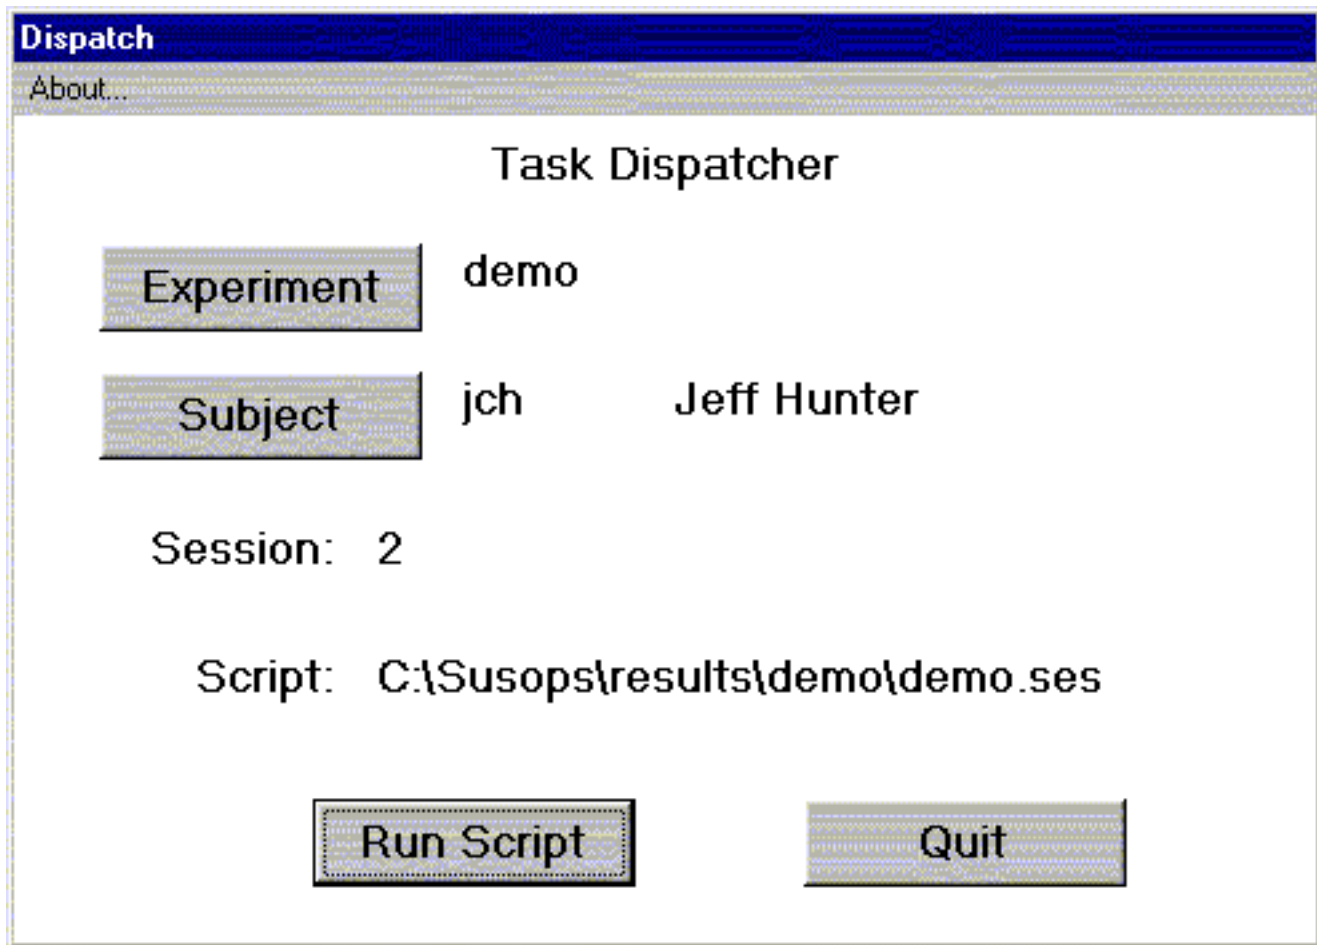 Dispatch
About...
Task Dispatcher
Experiment demo
Subject jch Jeff Hunter
Session: 2
Script: C:\Susops\results\demo\demo.ses
Run Script Quit